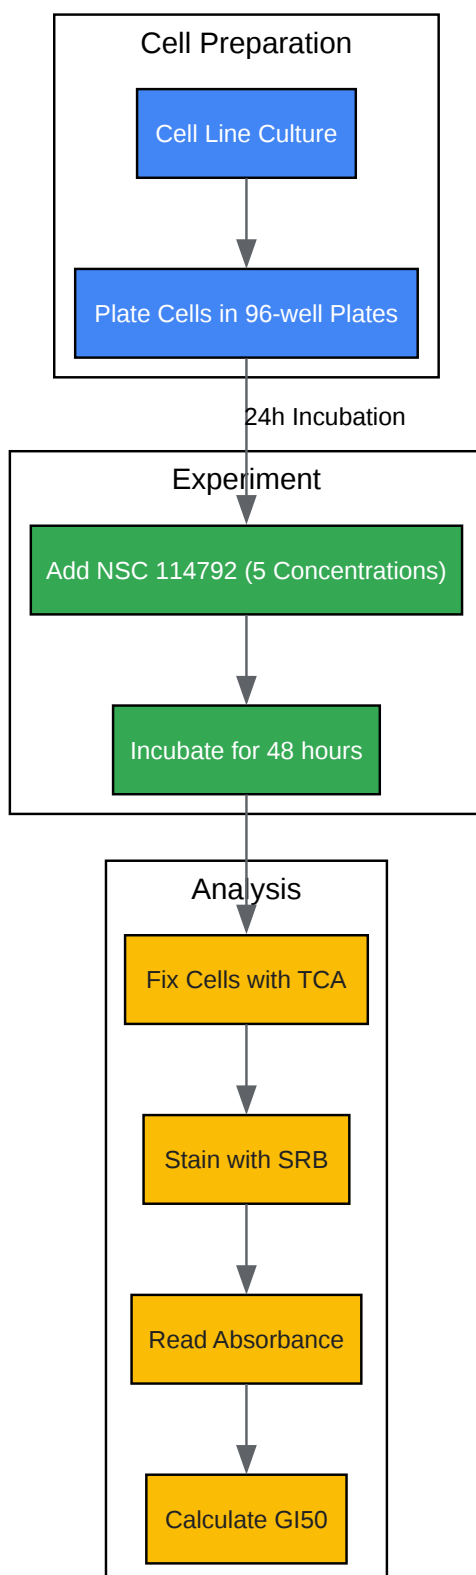 Cell Preparation
Cell Line Culture
Plate Cells in 96-well Plates
24h Incubation
Experiment
Add NSC 114792 (5 Concentrations)
Incubate for 48 hours
Analysis
Fix Cells with TCA
Stain with SRB
Read Absorbance
Calculate GI50